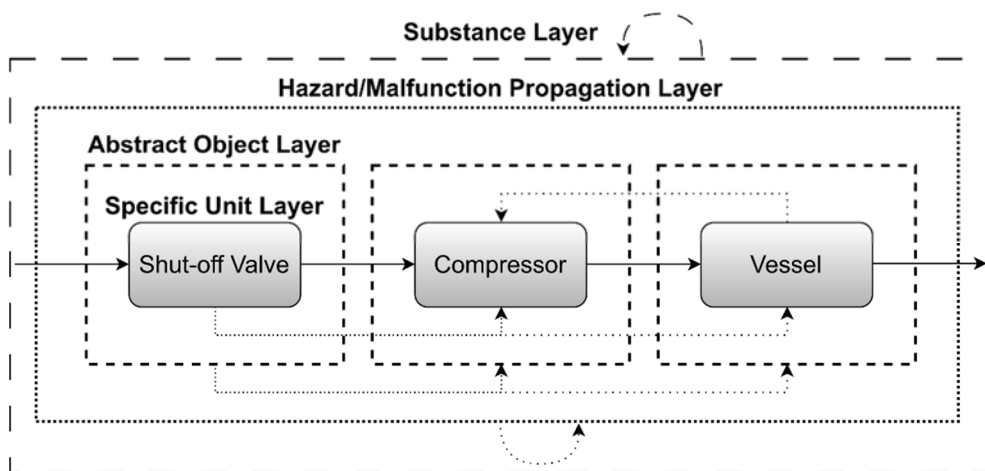 Substance Layer
Hazard/Malfunction Propagation Layer
Abstract Object Layer
Specific Unit Layer
Shut-off Valve
Compressor
Vessel